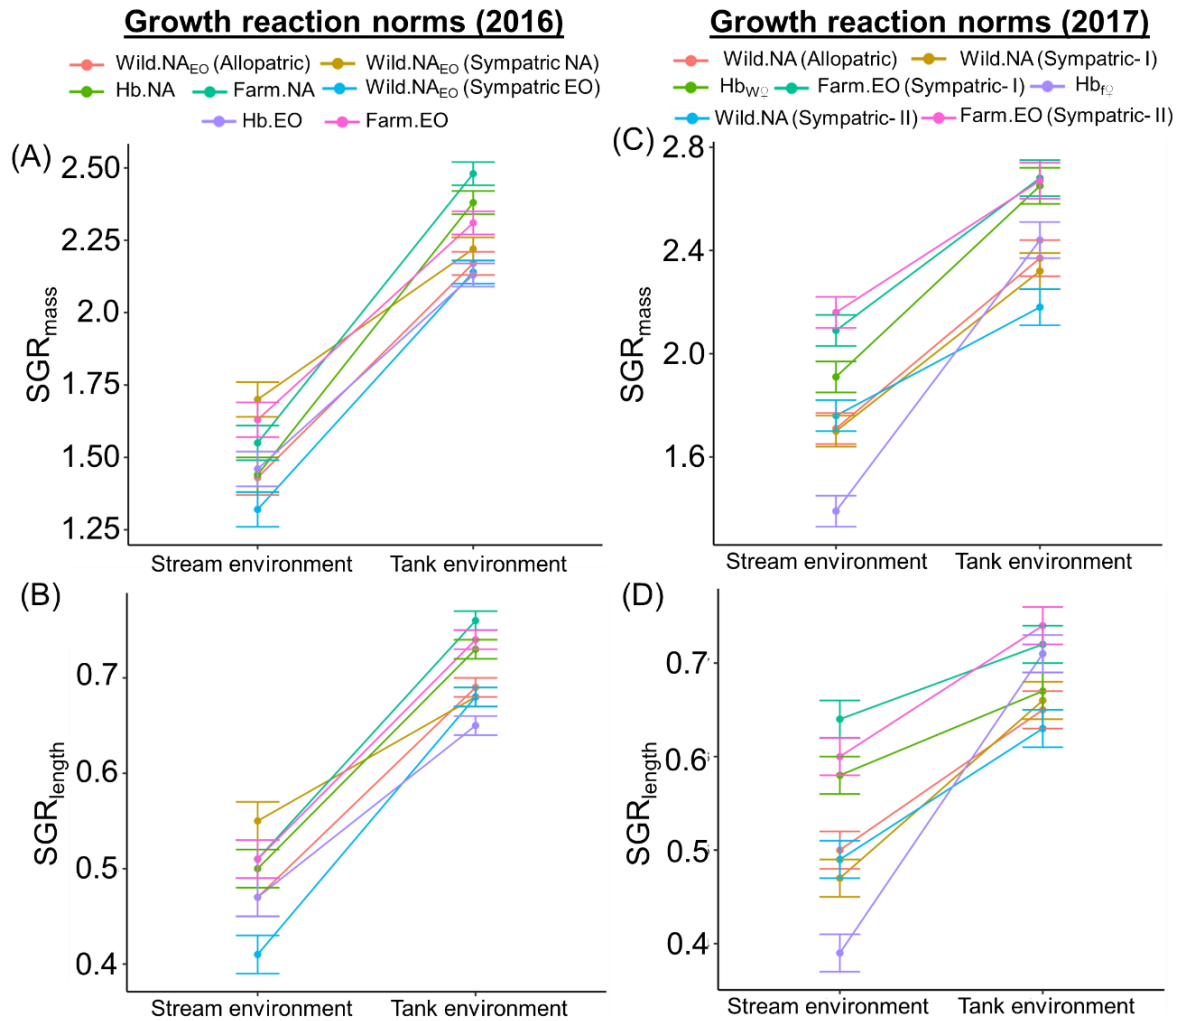 Growth reaction norms (2016)
Wild.NAEO (Allopatric) Wild.NAEO (Sympatric NA)
Hb.NA Farm.NA Wild.NAEO (Sympatric EO)
Hb.EO Farm.EO
(A)
SGRmass
2.50
2.25
2.0
1.75
1.50
1.25
Stream environment Tank environment
(B)
SGRlength
0.7
0.6
0.5
0.4
Stream environment Tank environment
Growth reaction norms (2017)
Wild.NA (Allopatric) Wild.NA (Sympatric- I)
HbW♀ Farm.EO (Sympatric- I) Hbf♀
Wild.NA (Sympatric- II) Farm.EO (Sympatric- II)
(C)
SGRmass
2.8
2.4
2.0
1.6
Stream environment Tank environment
(D)
SGRlength
0.7
0.6
0.5
0.4
Stream environment Tank environment